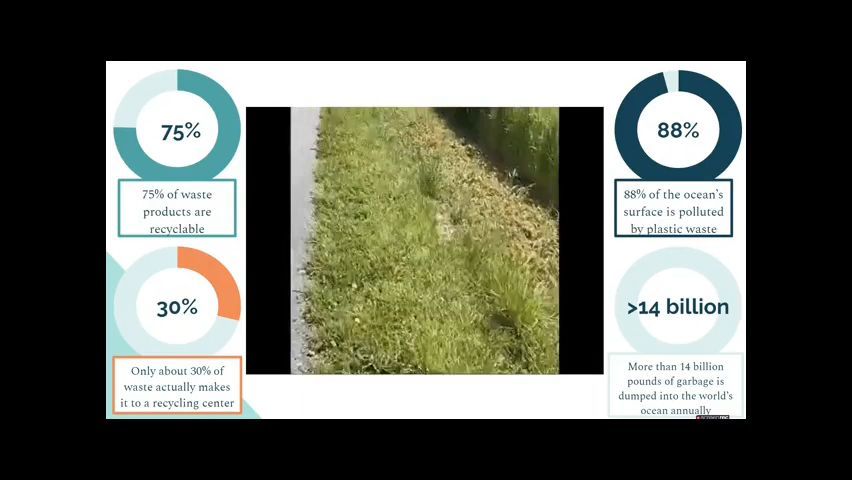 75%
75% of waste
products are
recyclable
30%
Only about 30% of
waste actually makes
it to a recycling center
88%
88% of the ocean's
surface is polluted
by plastic waste
>14 billion
More than 14 billion
pounds of garbage is
dumped into the world's
ocean annually